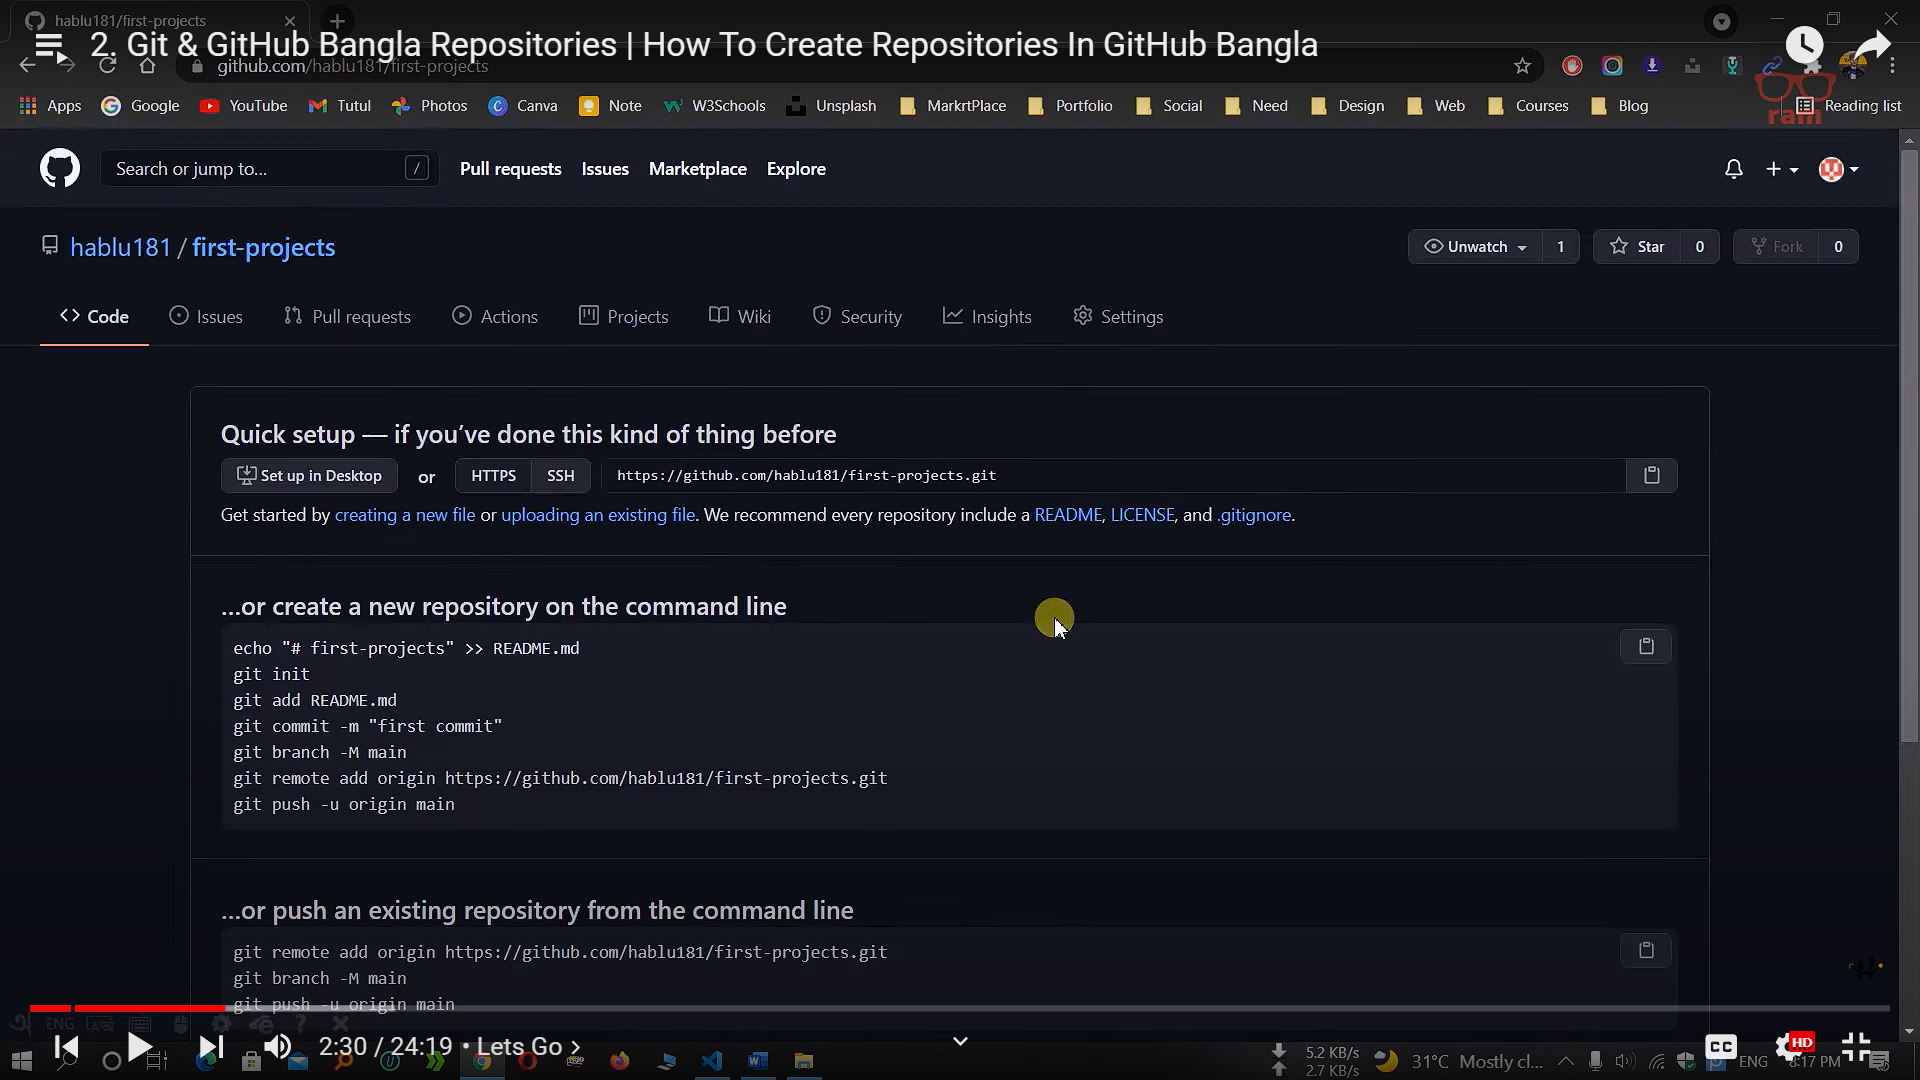 hablu181/first-projects
2. Git & GitHub Bangla Repositories | How To Create Repositories In GitHub Bangla
github.com/hablu181/first-projects
Apps Google YouTube Tutul Photos Canva Note W3Schools Unsplash MarkrtPlace Portfolio Social Need Design Web Courses Blog Reading list
rain
Search or jump to... / Pull requests Issues Marketplace Explore
hablu181 / first-projects Unwatch 1 Star 0 Fork 0
Code Issues Pull requests Actions Projects Wiki Security Insights Settings
Quick setup — if you’ve done this kind of thing before
Set up in Desktop or HTTPS SSH https://github.com/hablu181/first-projects.git
Get started by creating a new file or uploading an existing file. We recommend every repository include a README, LICENSE, and .gitignore.
…or create a new repository on the command line
echo "# first-projects" >> README.md
git init
git add README.md
git commit -m "first commit"
git branch -M main
git remote add origin https://github.com/hablu181/first-projects.git
git push -u origin main
…or push an existing repository from the command line
git remote add origin https://github.com/hablu181/first-projects.git
git branch -M main
git push -u origin main
ENG
2:30 / 24:19 • Lets Go
CC HD
5.2 KB/s
2.7 KB/s
31°C Mostly cl... ENG 8:17 PM